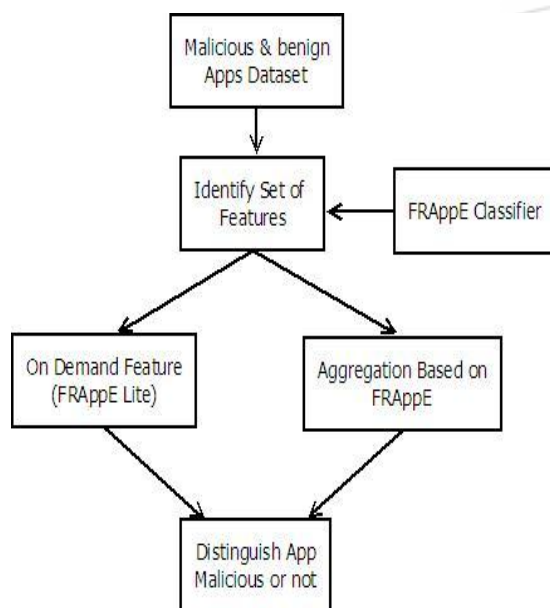 Malicious & benign
Apps Dataset
Identify Set of
Features
FRAppE Classifier
On Demand Feature
(FRAppE Lite)
Aggregation Based on
FRAppE
Distinguish App
Malicious or not